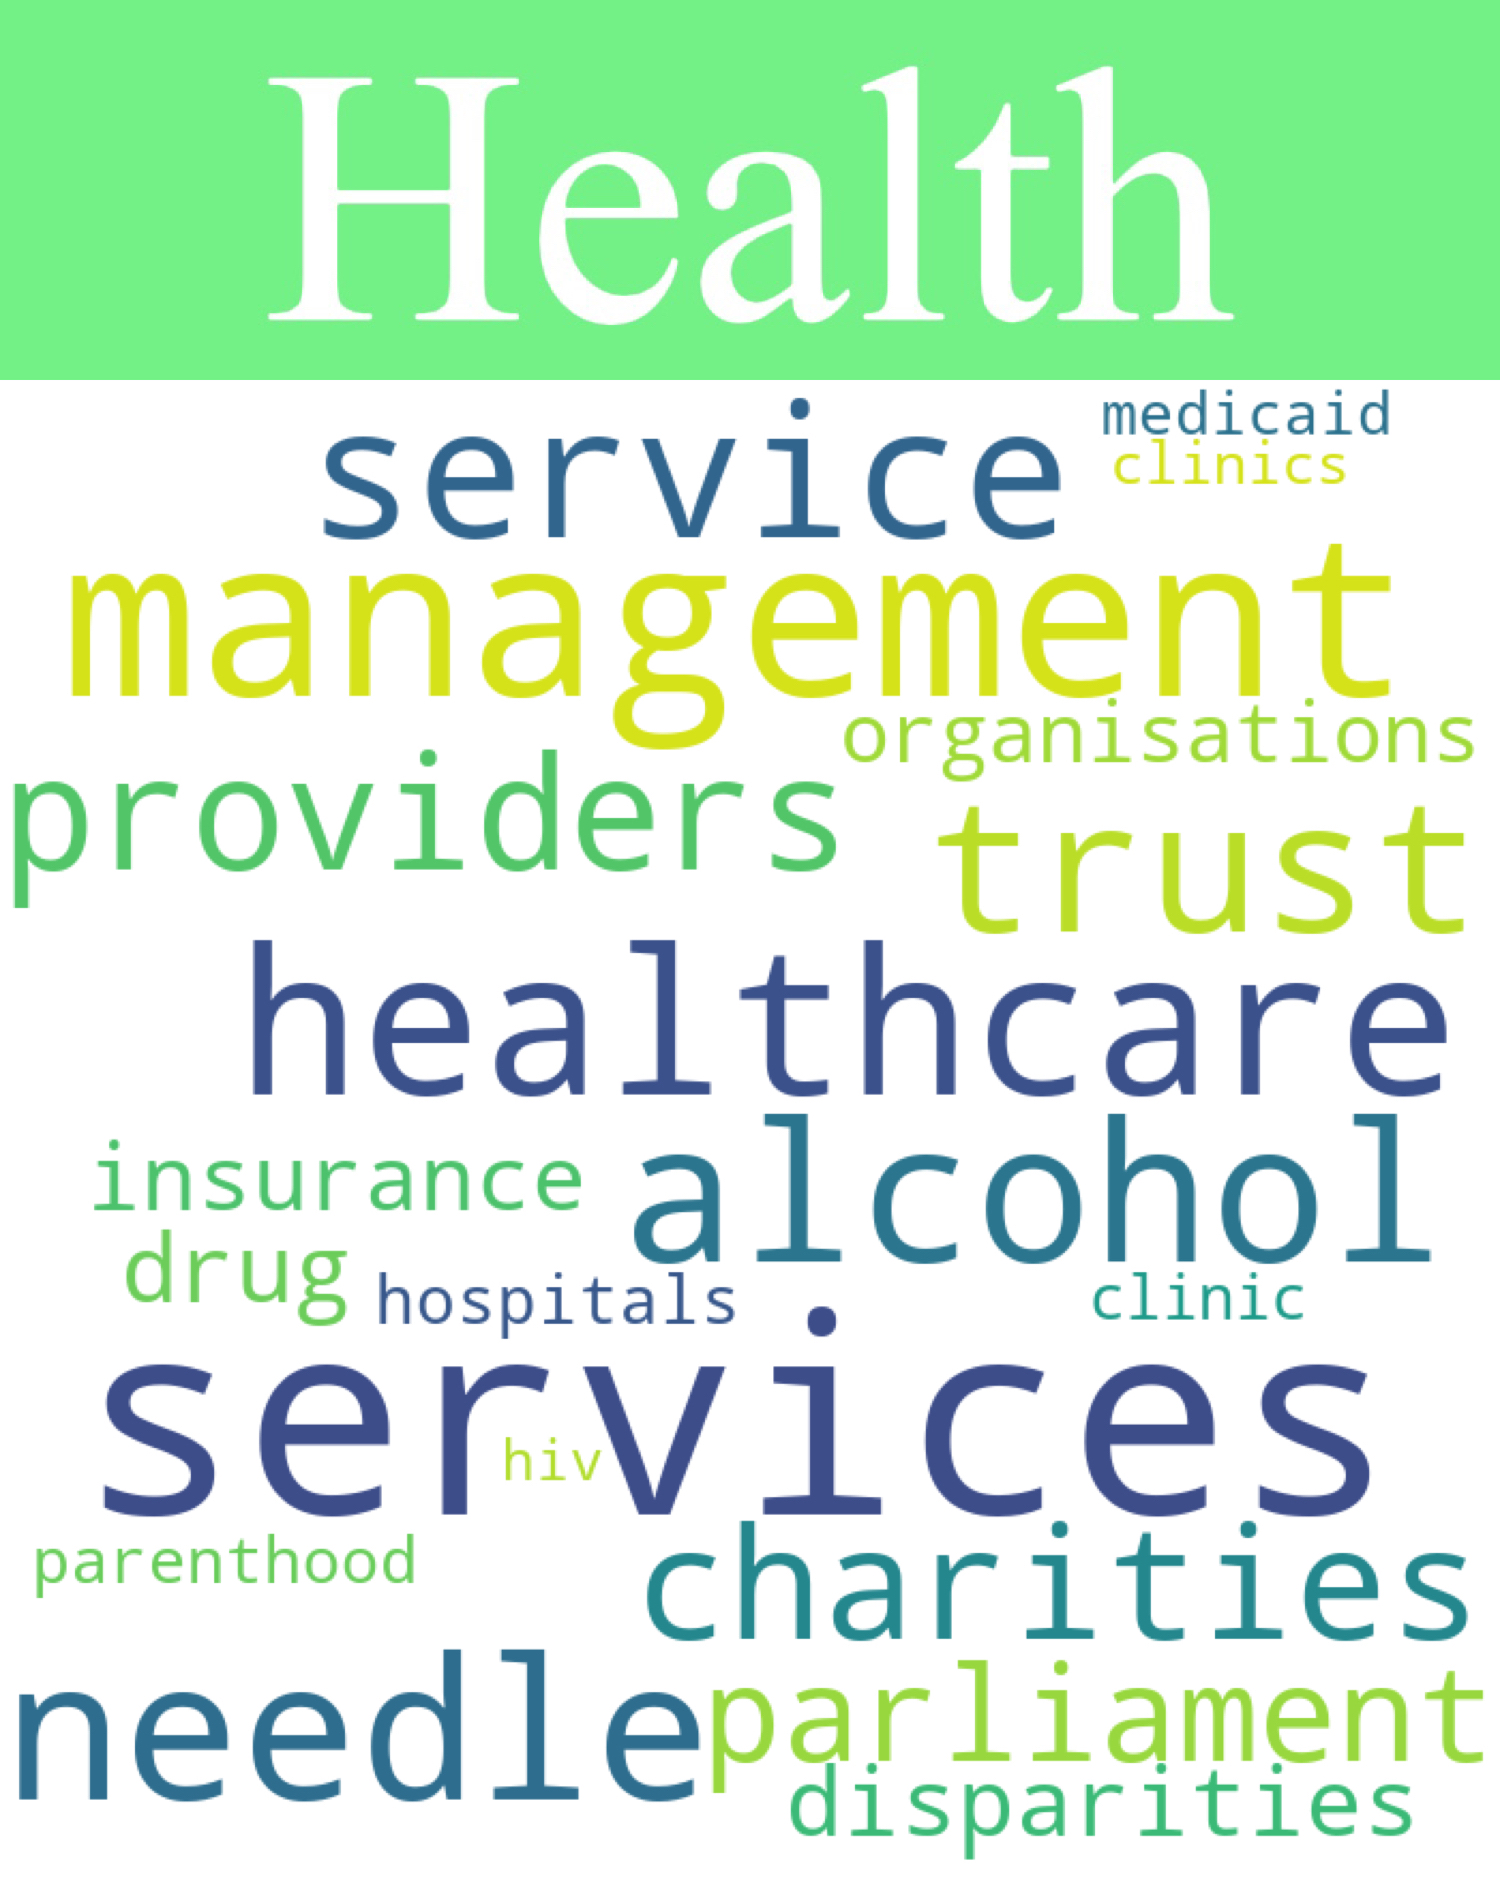 Health
service medicaid
clinics
management
organisations
providers
trust
healthcare
insurance alcohol
drug hospitals clinic
services
hiv
parenthood charities
needle parliament
disparities